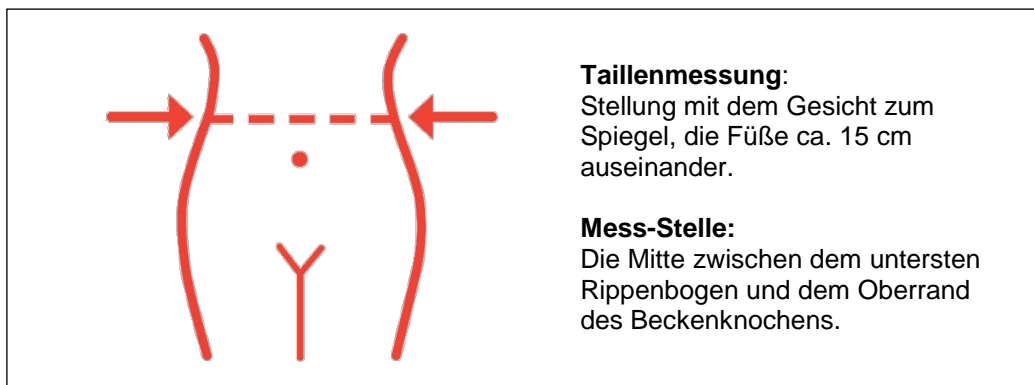 Taillenmessung:
Stellung mit dem Gesicht zum
Spiegel, die Füße ca. 15 cm
auseinander.
Mess-Stelle:
Die Mitte zwischen dem untersten
Rippenbogen und dem Oberrand
des Beckenknochens.